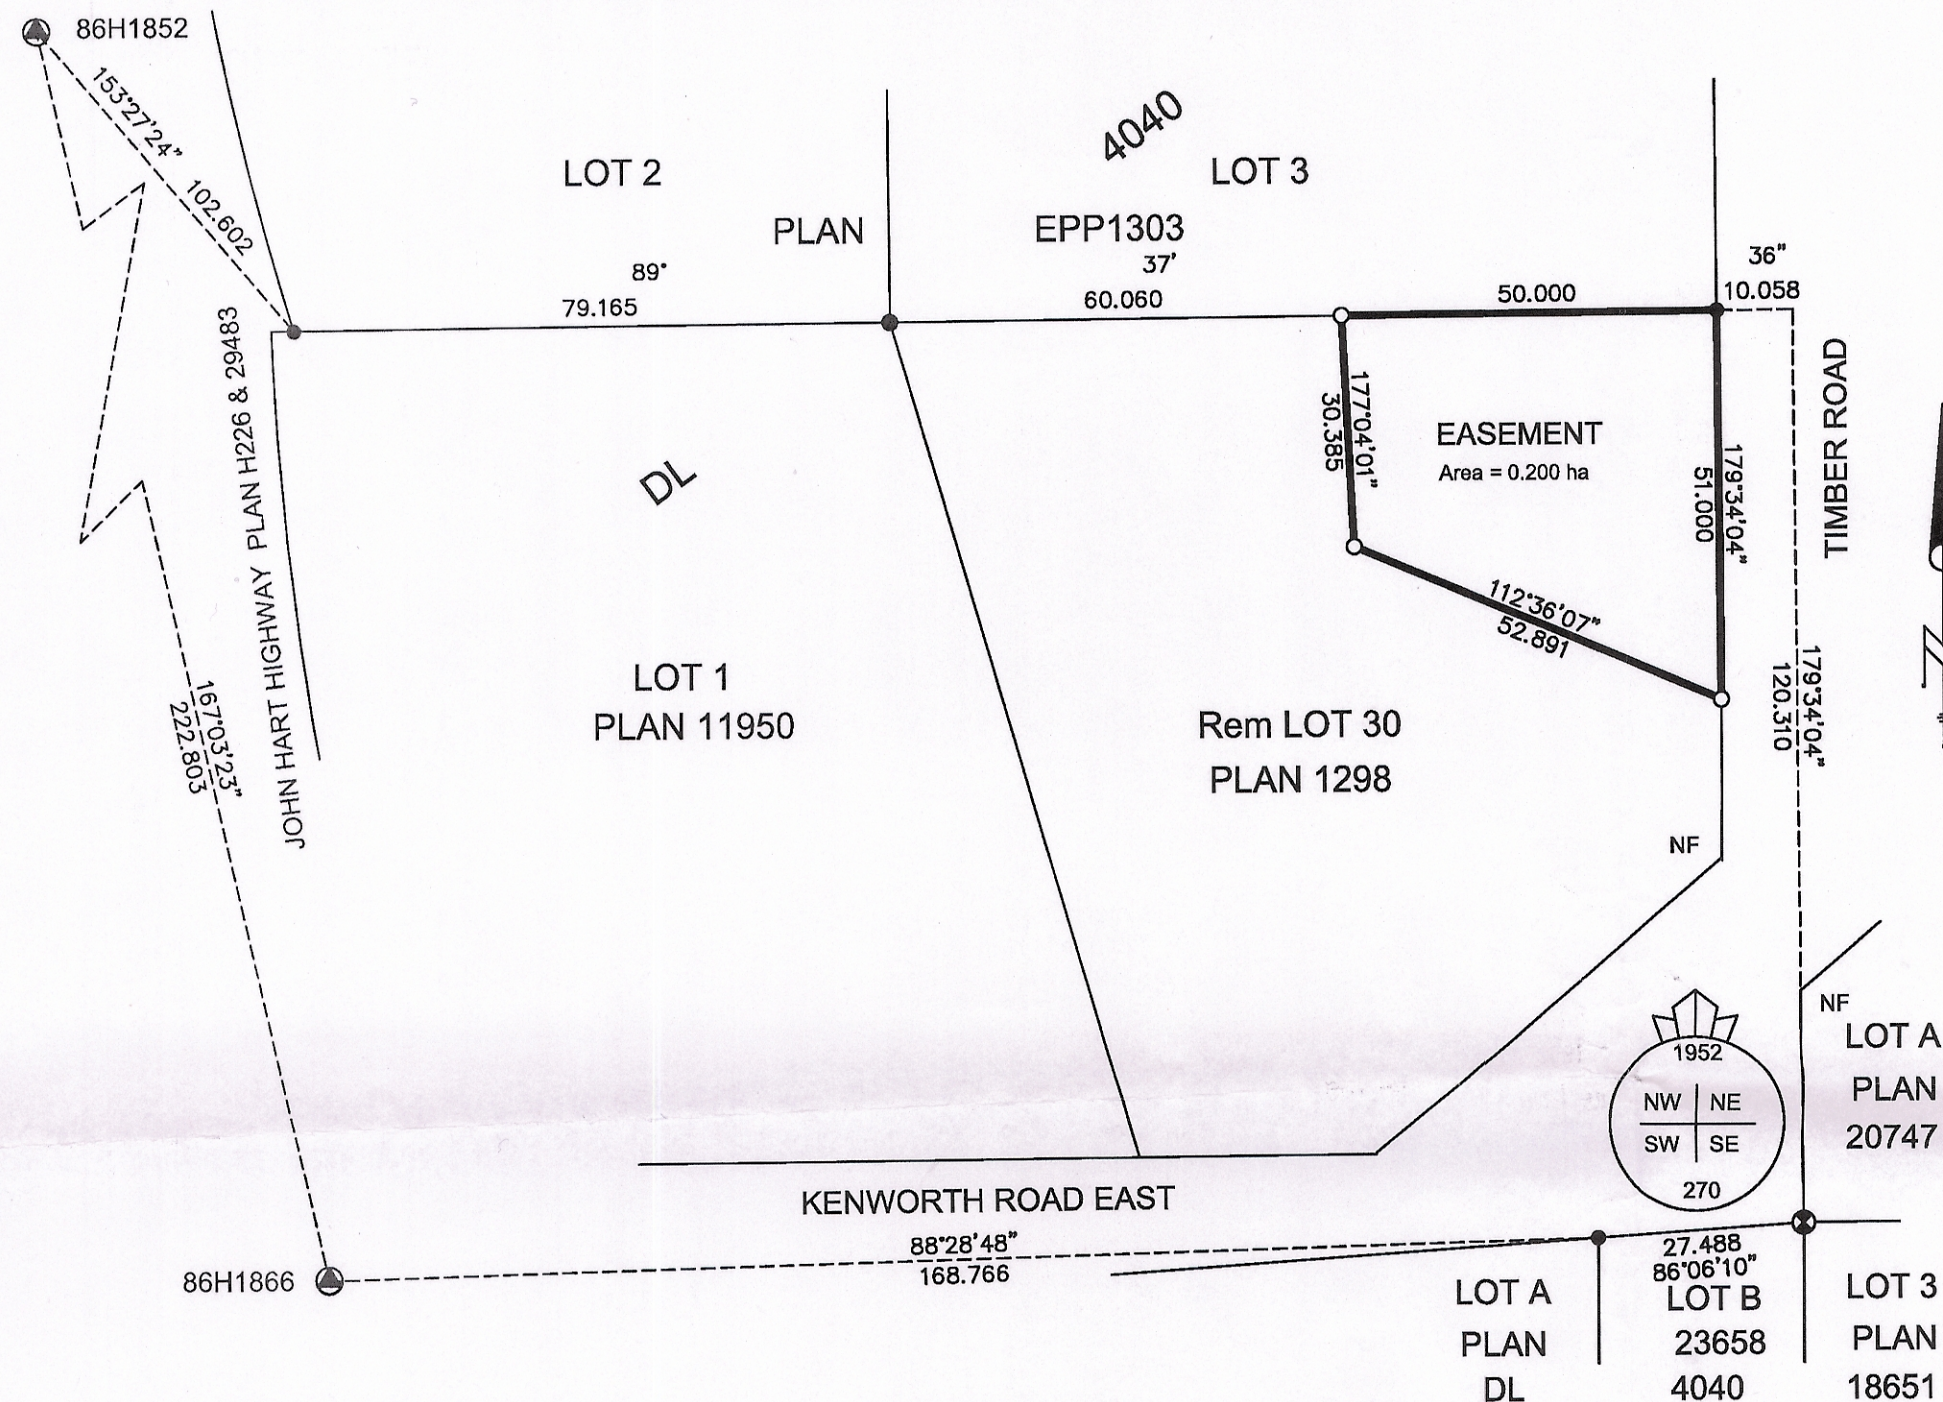 86H1852
153°27'24"
102.602
LOT 2
4040
LOT 3
PLAN
EPP1303
89°
37'
36"
79.165
60.060
50.000
10.058
JOHN HART HIGHWAY PLAN H226 & 29483
TIMBER ROAD
DL
177°04'01"
30.385
EASEMENT
Area = 0.200 ha
179°34'04"
51.000
112°36'07"
52.891
LOT 1
PLAN 11950
Rem LOT 30
PLAN 1298
167°03'23"
222.803
179°34'04"
120.310
NF
NF
LOT A
PLAN
20747
1952
NW NE
SW SE
270
KENWORTH ROAD EAST
86H1866
88°28'48"
168.766
27.488
86°06'10"
LOT A
PLAN
DL
LOT B
23658
4040
LOT 3
PLAN
18651